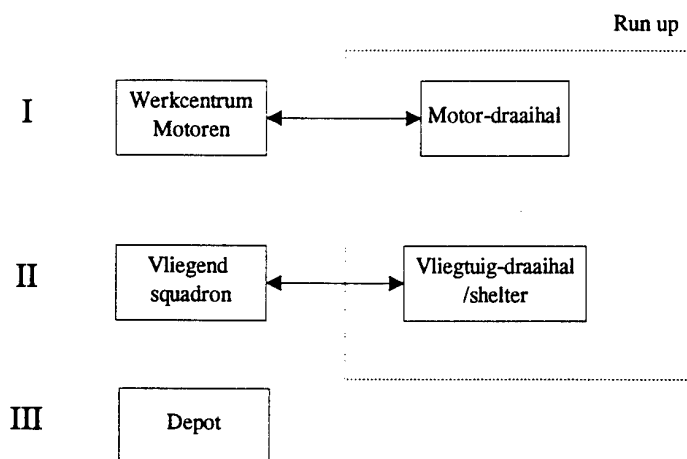 Run up
I
Werkcentrum
Motoren
Motor-draaihal
II
Vliegend
squadron
Vliegtuig-draaihal
/shelter
III
Depot